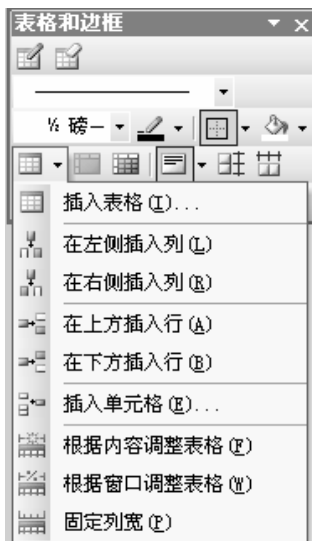 表格和边框
½ 磅
插入表格(I)...
在左侧插入列(L)
在右侧插入列(R)
在上方插入行(A)
在下方插入行(B)
插入单元格(E)...
根据内容调整表格(F)
根据窗口调整表格(W)
固定列宽(P)